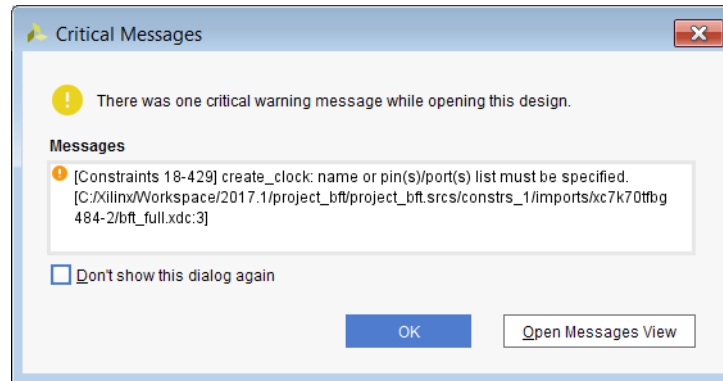 Critical Messages
There was one critical warning message while opening this design.
Messages
[Constraints 18-429] create_clock: name or pin(s)/port(s) list must be specified.
[C:/Xilinx/Workspace/2017.1/project_bft/project_bft.srcs/constrs_1/imports/xc7k70tfbg
484-2/bft_full.xdc:3]
Don't show this dialog again
OK
Open Messages View